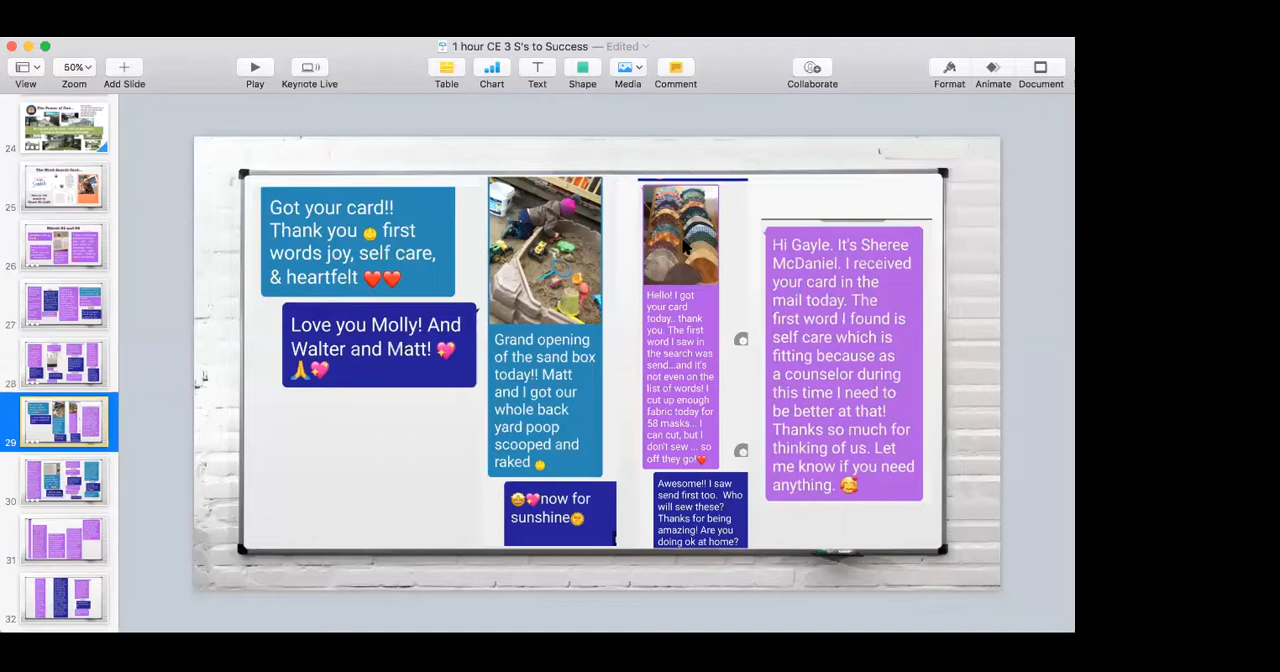 1 hour CE 3 S's to Success — Edited
50%
View
Zoom
Add Slide
Play
Keynote Live
Table
Chart
Text
Shape
Media
Comment
Collaborate
Format
Animate
Document
24
25
26
27
28
29
30
31
32
Got your card!!
Thank you 😊 first
words joy, self care,
& heartfelt ❤️❤️
Love you Molly! And
Walter and Matt! 💖
🙏💖
Grand opening
of the sand box
today!! Matt
and I got our
whole back
yard poop
scooped and
raked 😊
🤩💖now for
sunshine🌞
Hello! I got
your card
today.. thank
you. The first
word I saw in
the search was
send...and it's
not even on the
list of words! I
cut up enough
fabric today for
58 masks... I
can cut, but I
don't sew ... so
off they go!❤️
Awesome!! I saw
send first too. Who
will sew these?
Thanks for being
amazing! Are you
doing ok at home?
Hi Gayle. It's Sheree
McDaniel. I received
your card in the
mail today. The
first word I found is
self care which is
fitting because as
a counselor during
this time I need to
be better at that!
Thanks so much for
thinking of us. Let
me know if you need
anything. 🥰